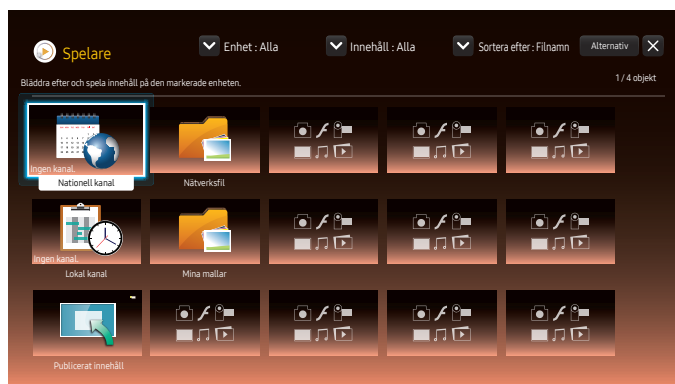 Spelare
Enhet : Alla
Innehåll : Alla
Sortera efter : Filnamn
Alternativ
Bläddra efter och spela innehåll på den markerade enheten.
1 / 4 objekt
Ingen kanal.
Nationell kanal
Nätverksfil
Ingen kanal.
Lokal kanal
Mina mallar
Publicerat innehåll